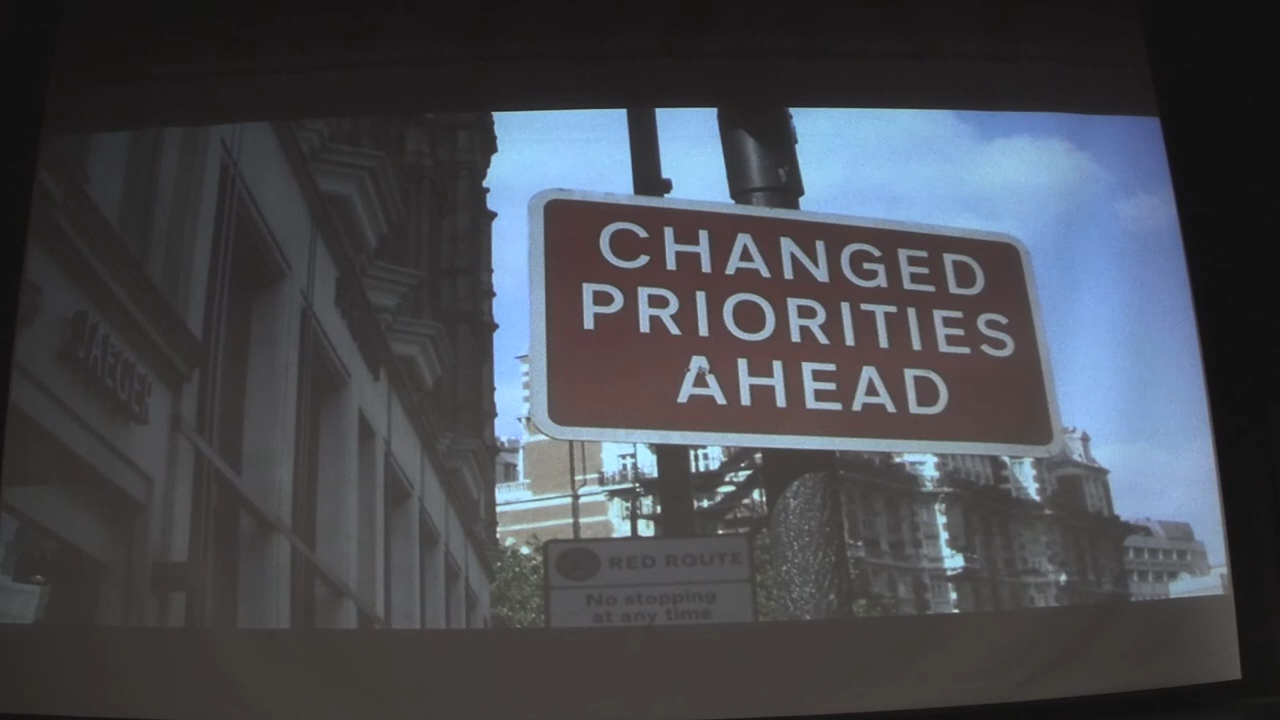 CHANGED
PRIORITIES
AHEAD
JAEGER
RED ROUTE
No stopping
at any time